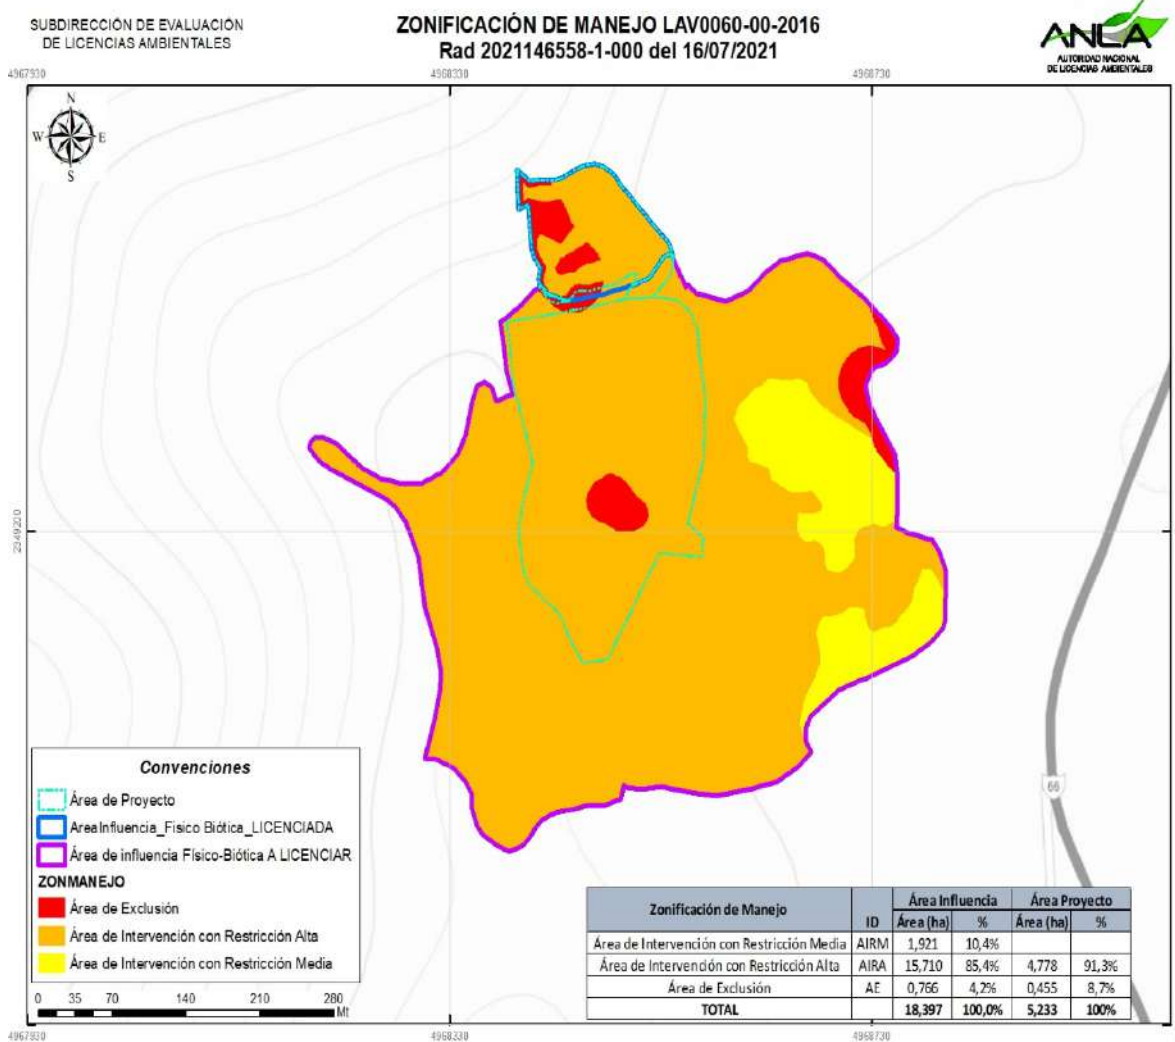 SUBDIRECCIÓN DE EVALUACIÓN
DE LICENCIAS AMBIENTALES
ZONIFICACIÓN DE MANEJO LAV0060-00-2016
Rad 2021146558-1-000 del 16/07/2021
ANLA
AUTORIDAD NACIONAL
DE LICENCIAS AMBIENTALES
4967930 4968330 4968730
N
W E
S
66
Convenciones
Área de Proyecto
AreaInfluencia_Fisico Biótica_LICENCIADA
Área de influencia Físico-Biótica A LICENCIAR
ZONMANEJO
Área de Exclusión
Área de Intervención con Restricción Alta
Área de Intervención con Restricción Media
0 35 70 140 210 280
Mt
Zonificación de Manejo ID Área Influencia Área Proyecto
Área (ha) % Área (ha) %
Área de Intervención con Restricción Media AIRM 1,921 10,4%
Área de Intervención con Restricción Alta AIRA 15,710 85,4% 4,778 91,3%
Área de Exclusión AE 0,766 4,2% 0,455 8,7%
TOTAL 18,397 100,0% 5,233 100%
4967930 4968330 4968730